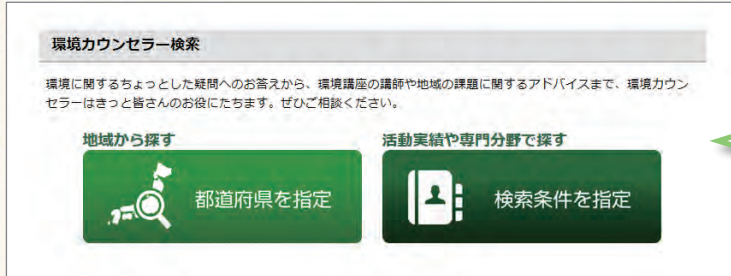 環境カウンセラー検索
環境に関するちょっとした疑問へのお答えから、環境講座の講師や地域の課題に関するアドバイスまで、環境カウン
セラーはきっと皆さんのお役にたちます。ぜひご相談ください。
地域から探す
都道府県を指定
活動実績や専門分野で探す
検索条件を指定